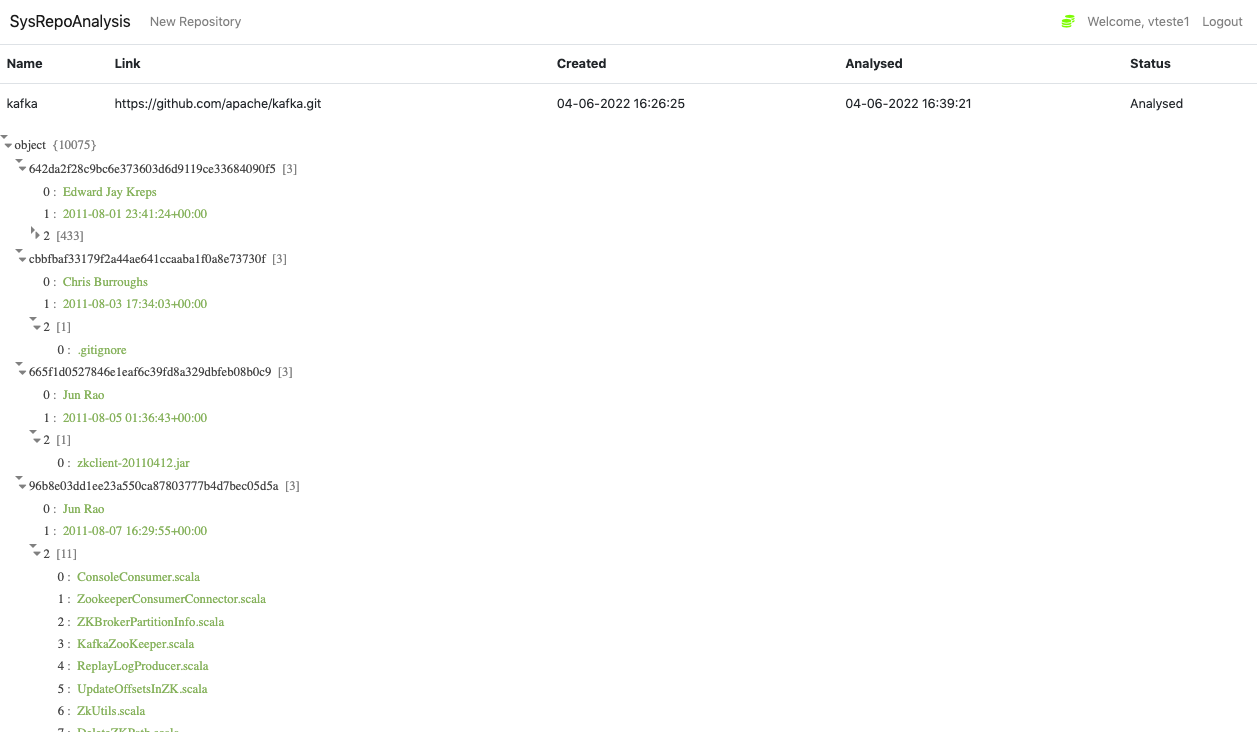 SysRepoAnalysis New Repository Welcome, vteste1 Logout
Name Link Created Analysed Status
kafka https://github.com/apache/kafka.git 04-06-2022 16:26:25 04-06-2022 16:39:21 Analysed
object {10075}
642da2f28c9bc6e373603d6d9119ce33684090f5 [3]
0 : Edward Jay Kreps
1 : 2011-08-01 23:41:24+00:00
2 [433]
cbbfbaf33179f2a44ae641ccaaba1f0a8e73730f [3]
0 : Chris Burroughs
1 : 2011-08-03 17:34:03+00:00
2 [1]
0 : .gitignore
665f1d0527846e1eaf6c39fd8a329dbfeb08b0c9 [3]
0 : Jun Rao
1 : 2011-08-05 01:36:43+00:00
2 [1]
0 : zkclient-20110412.jar
96b8e03dd1ee23a550ca87803777b4d7bec05d5a [3]
0 : Jun Rao
1 : 2011-08-07 16:29:55+00:00
2 [11]
0 : ConsoleConsumer.scala
1 : ZookeeperConsumerConnector.scala
2 : ZKBrokerPartitionInfo.scala
3 : KafkaZooKeeper.scala
4 : ReplayLogProducer.scala
5 : UpdateOffsetsInZK.scala
6 : ZkUtils.scala
7 : DeleteZKPath.scala